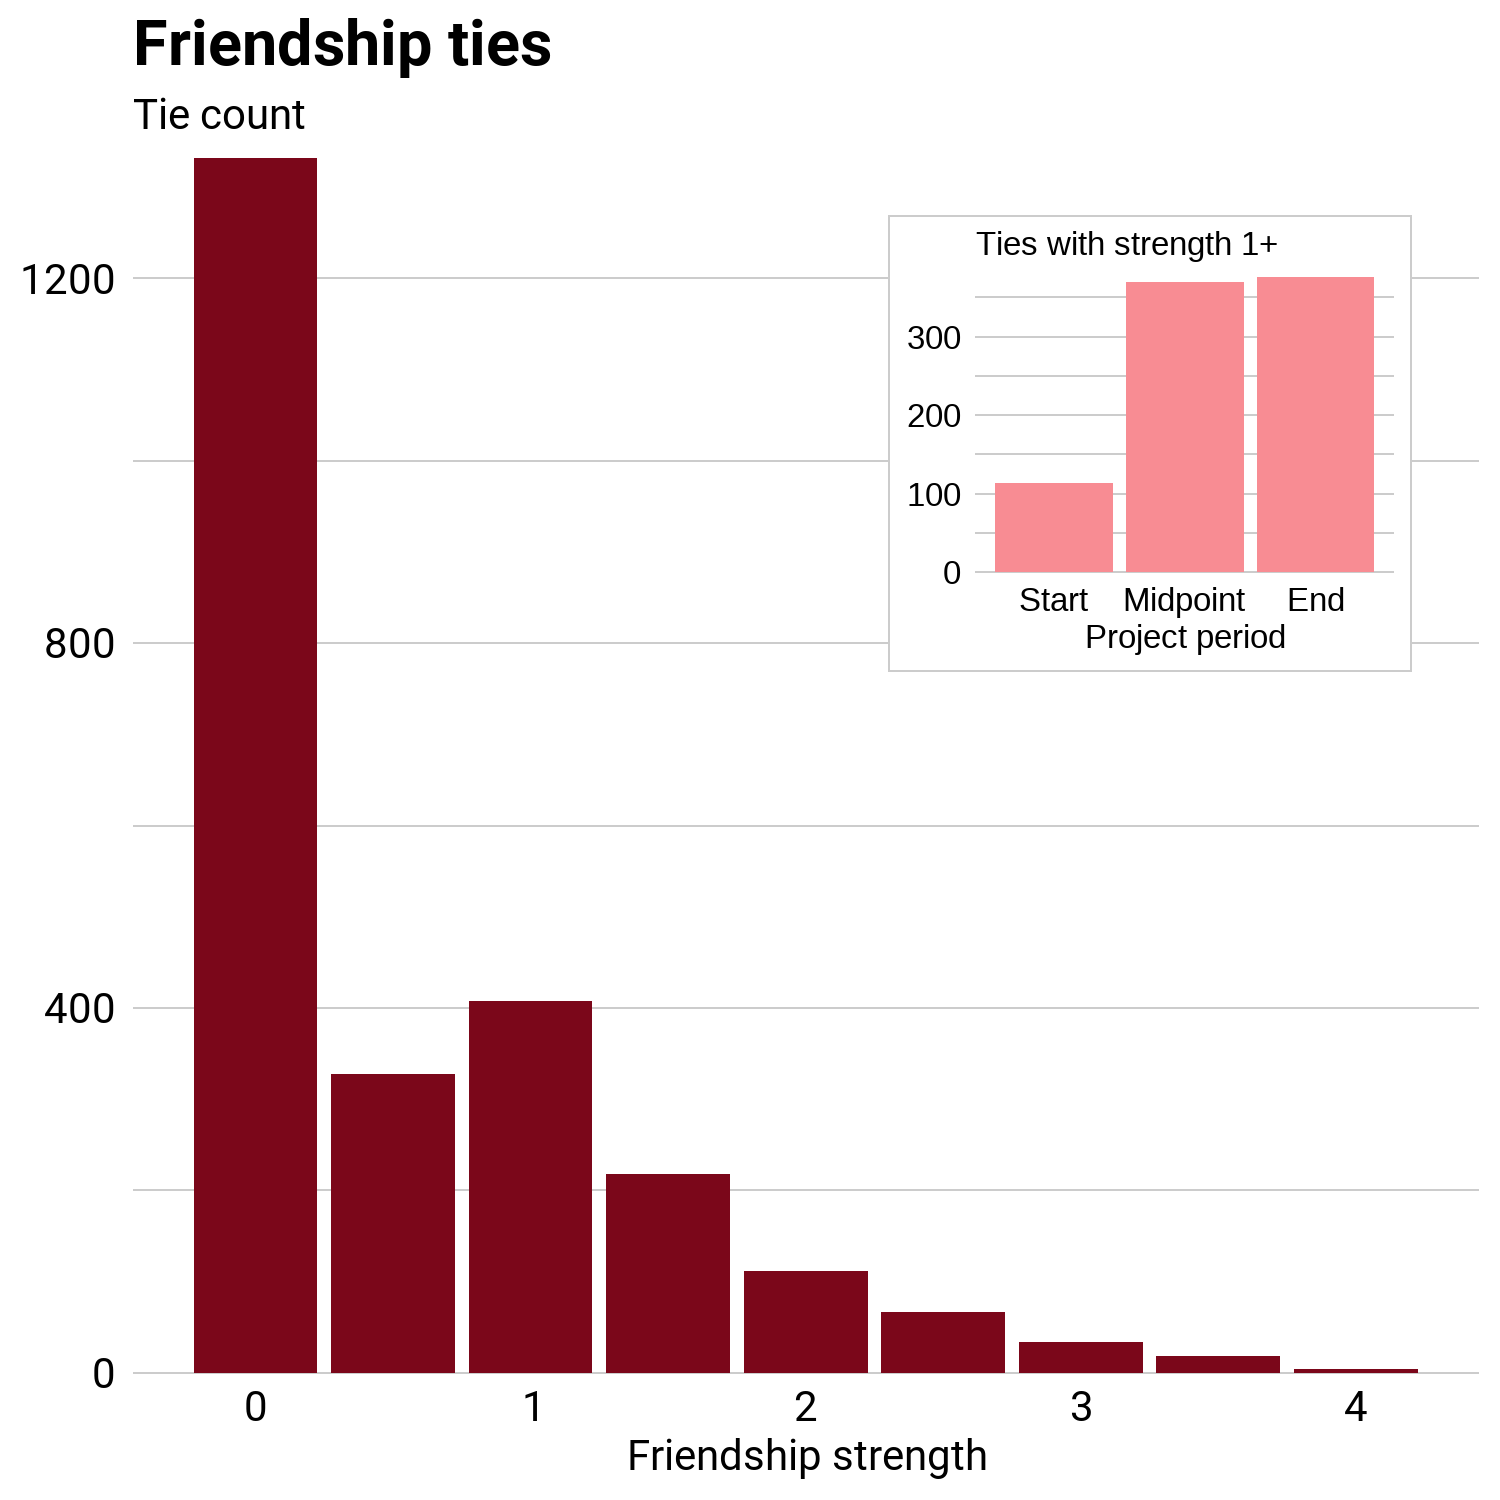 Friendship ties
Tie count
1200
800
400
0
0 1 2 3 4
Friendship strength
Ties with strength 1+
300
200
100
0
Start Midpoint End
Project period